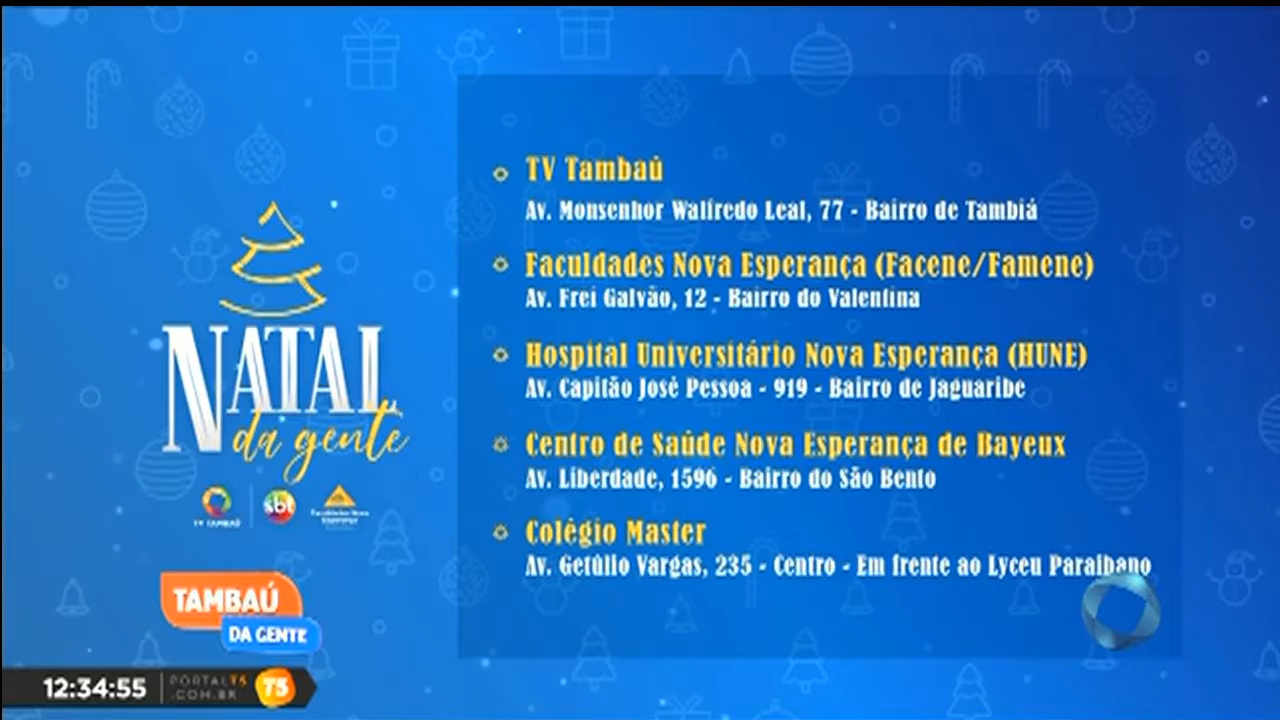 TV Tambaú
Av. Monsenhor Walfredo Leal, 77 - Bairro de Tambiá
Faculdades Nova Esperança (Facene/Famene)
Av. Frei Galvão, 12 - Bairro do Valentina
Hospital Universitário Nova Esperança (HUNE)
Av. Capitão José Pessoa - 919 - Bairro de Jaguaribe
Centro de Saúde Nova Esperança de Bayeux
Av. Liberdade, 1596 - Bairro do São Bento
Colégio Master
Av. Getúlio Vargas, 235 - Centro - Em frente ao Lyceu Paraibano
NATAL
da gente
TV TAMBAÚ
sbt
Faculdades Nova
Esperança
TAMBAÚ
DA GENTE
12:34:55
PORTALT5
.COM.BR
T5